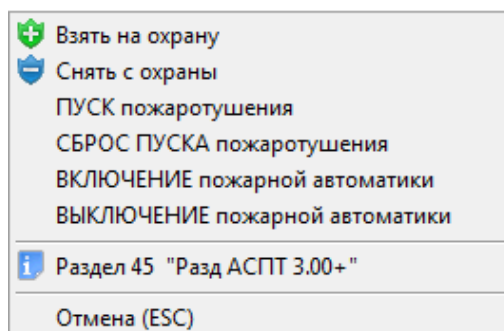 Взять на охрану
Снять с охраны
ПУСК пожаротушения
СБРОС ПУСКА пожаротушения
ВКЛЮЧЕНИЕ пожарной автоматики
ВЫКЛЮЧЕНИЕ пожарной автоматики
Раздел 45 "Разд АСПТ 3.00+"
Отмена (ESC)